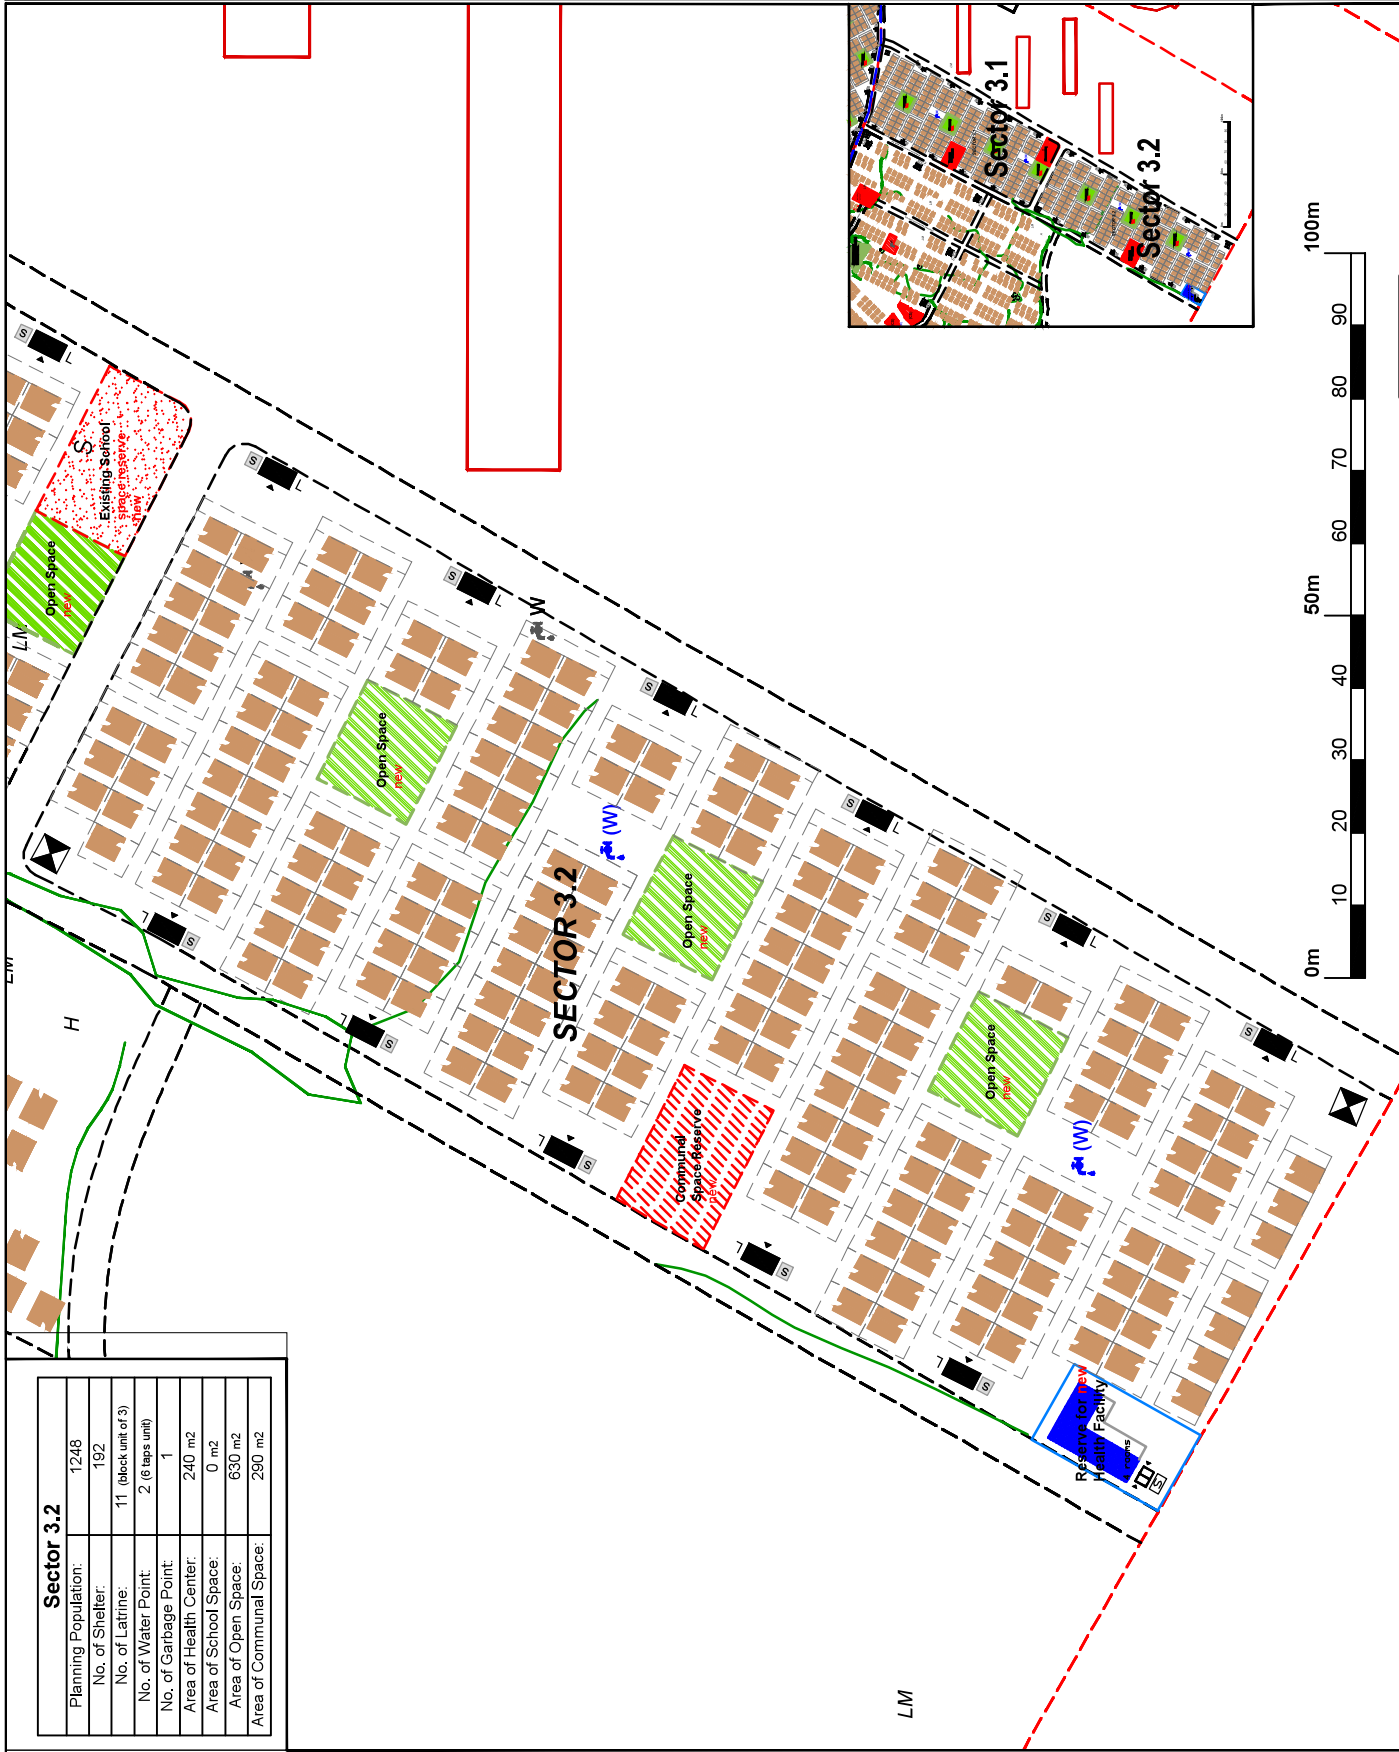 Sector 3.2
Planning Population: 1248
No. of Shelter: 192
No. of Latrine: 11 (block unit of 3)
No. of Water Point: 2 (6 taps unit)
No. of Garbage Point: 1
Area of Health Center: 240 m2
Area of School Space: 0 m2
Area of Open Space: 630 m2
Area of Communal Space: 290 m2
SECTOR 3.2
Existing School
space reserve
new
S
Open Space
new
LM
LM
H
Open Space
new
W
(W)
Open Space
new
Communal
Space Reserve
new
Open Space
new
(W)
Reserve for new
Health Facility
LM
S
L
S
L
S
L
S
L
S
L
S
L
S
L
L
S
L
S
L
S
L
S
L
S
S
0m
10
20
30
40
50m
60
70
80
90
100m
Sector 3.1
Sector 3.2